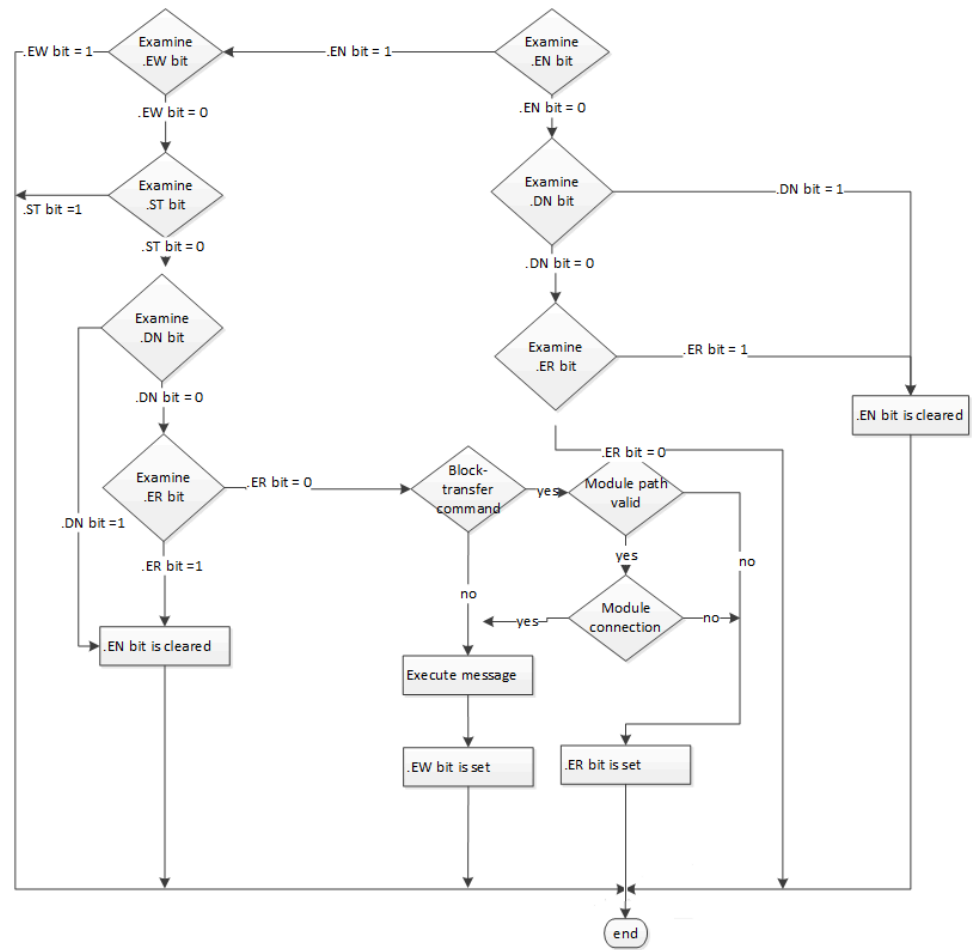 Examine
.EW bit
.EW bit = 1
.EN bit = 1
Examine
.EN bit
.EW bit = 0
.EN bit = 0
Examine
.ST bit
.ST bit =1
Examine
.DN bit
.DN bit = 1
.ST bit = 0
.DN bit = 0
Examine
.DN bit
Examine
.ER bit
.ER bit = 1
.DN bit = 0
.EN bit is cleared
Examine
.ER bit
.ER bit = 0
Block-
transfer
command
yes
.ER bit = 0
Module path
valid
.DN bit =1
.ER bit =1
no
yes
no
.EN bit is cleared
yes
Module
connection
no
Execute message
.EW bit is set
.ER bit is set
end